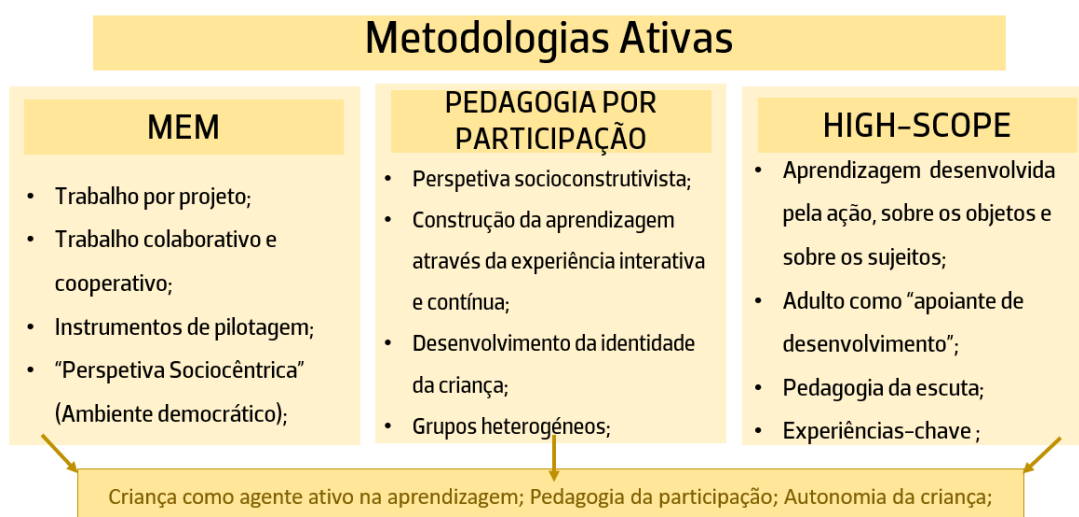 Metodologias Ativas
MEM
• Trabalho por projeto;
• Trabalho colaborativo e
cooperativo;
• Instrumentos de pilotagem;
• “Perspetiva Sociocêntrica”
(Ambiente democrático);
PEDAGOGIA POR
PARTICIPAÇÃO
• Perspetiva socioconstrutivista;
• Construção da aprendizagem
através da experiência interativa
e contínua;
• Desenvolvimento da identidade
da criança;
• Grupos heterogéneos;
HIGH-SCOPE
• Aprendizagem desenvolvida
pela ação, sobre os objetos e
sobre os sujeitos;
• Adulto como “apoiante de
desenvolvimento”;
• Pedagogia da escuta;
• Experiências-chave ;
Criança como agente ativo na aprendizagem; Pedagogia da participação; Autonomia da criança;